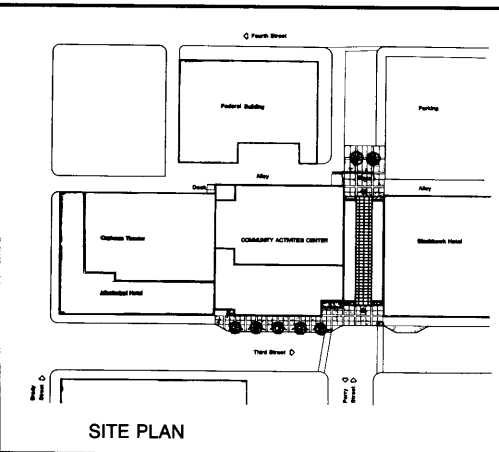 Fourth Street
Federal Building
Parking
Alley
Alley
Dock
Orpheum Theater
COMMUNITY ACTIVITIES CENTER
Blackhawk Hotel
Mississippi Hotel
Third Street
Brady
Street
Perry
Street
SITE PLAN